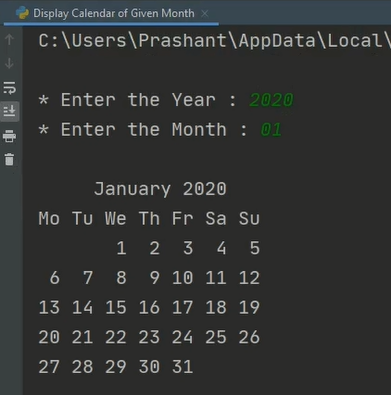 Display Calendar of Given Month ×
C:\Users\Prashant\AppData\Local\
* Enter the Year : 2020
* Enter the Month : 01
January 2020
Mo Tu We Th Fr Sa Su
1 2 3 4 5
6 7 8 9 10 11 12
13 14 15 16 17 18 19
20 21 22 23 24 25 26
27 28 29 30 31